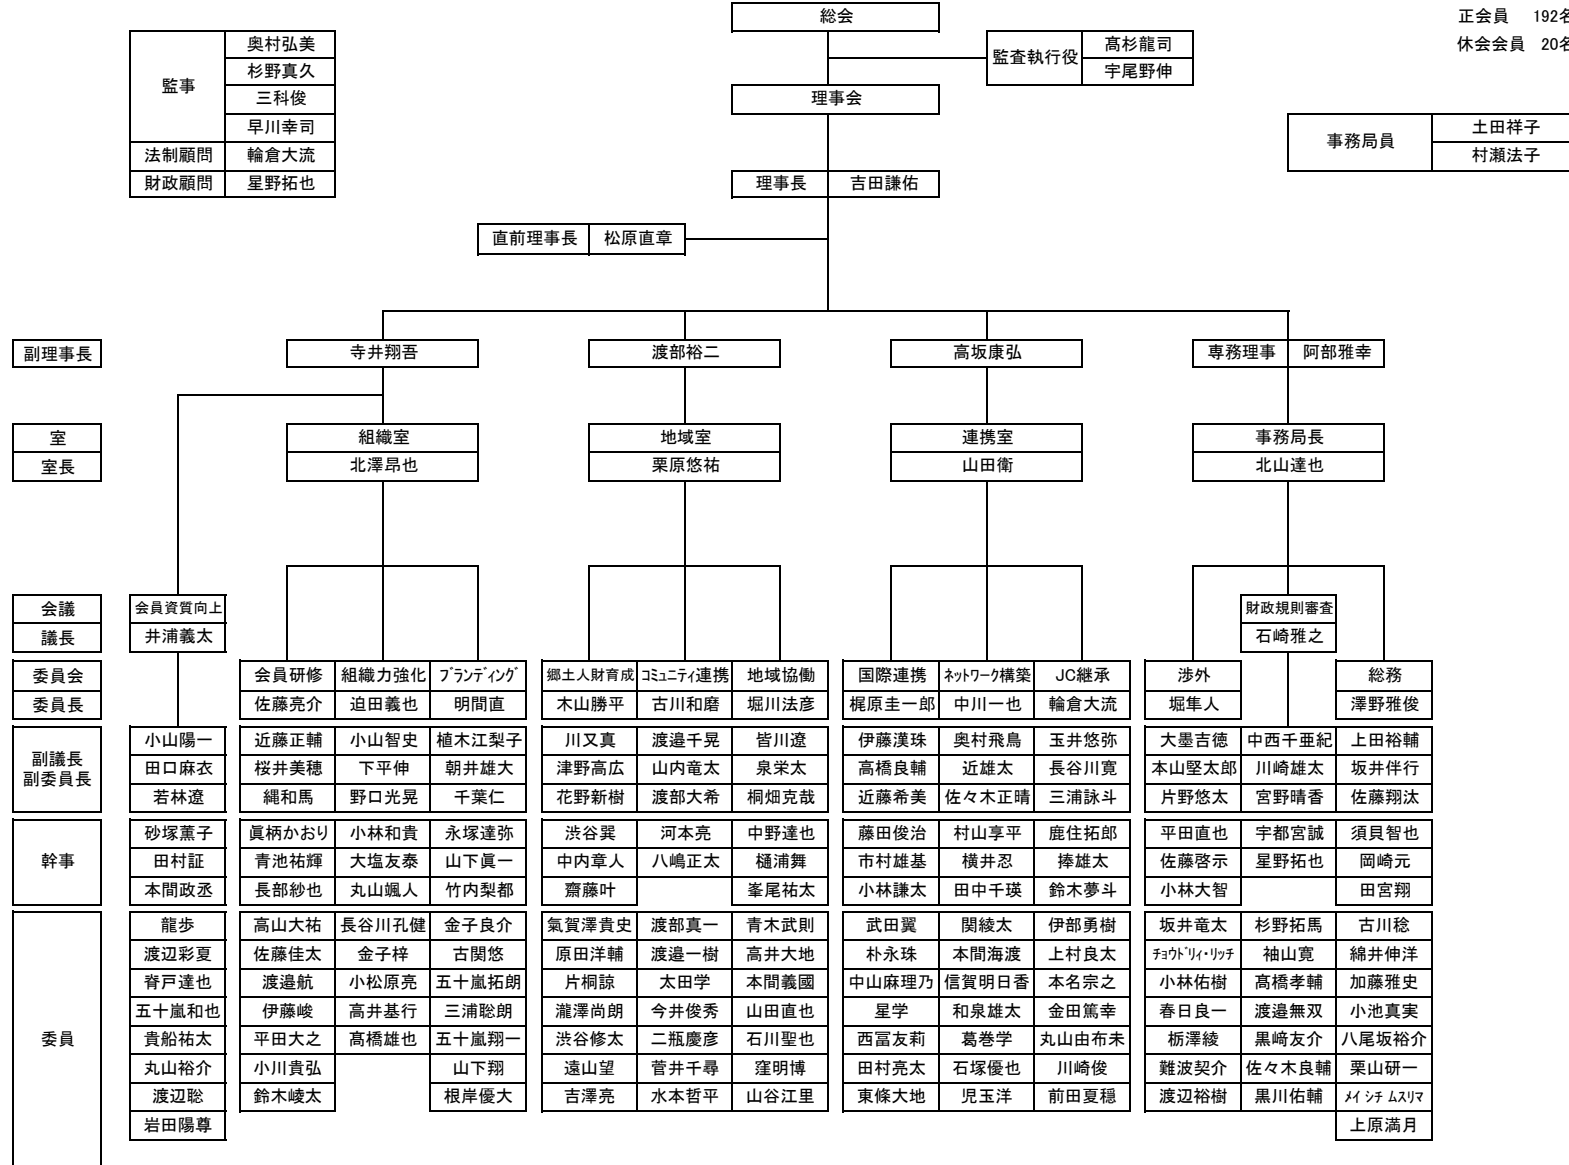 総会
正会員 192名
休会会員 20名
監事 奥村弘美
杉野真久
三科俊
早川幸司
法制顧問 輪倉大流
財政顧問 星野拓也
監査執行役 髙杉龍司
宇尾野伸
理事会
事務局員 土田祥子
村瀬法子
理事長 吉田謙佑
直前理事長 松原直章
副理事長 寺井翔吾 渡部裕二 高坂康弘 専務理事 阿部雅幸
室 組織室 地域室 連携室 事務局長
室長 北澤昂也 栗原悠祐 山田衛 北山達也
会議 会員資質向上 財政規則審査
議長 井浦義太 石崎雅之
委員会 会員研修 組織力強化 ブランディング 郷土人財育成 コミュニティ連携 地域協働 国際連携 ネットワーク構築 JC継承 渉外 総務
委員長 佐藤亮介 迫田義也 明間直 木山勝平 古川和磨 堀川法彦 梶原圭一郎 中川一也 輪倉大流 堀隼人 澤野雅俊
副議長
副委員長
小山陽一 近藤正輔 小山智史 植木江梨子 川又真 渡邉千晃 皆川遼 伊藤漢珠 奥村飛鳥 玉井悠弥 大墨吉徳 中西千亜紀 上田裕輔
田口麻衣 桜井美穂 下平伸 朝井雄大 津野高広 山内竜太 泉栄太 高橋良輔 近雄太 長谷川寛 本山堅太郎 川崎雄太 坂井伴行
若林遼 縄和馬 野口光晃 千葉仁 花野新樹 渡部大希 桐畑克哉 近藤希美 佐々木正晴 三浦詠斗 片野悠太 宮野晴香 佐藤翔汰
幹事
砂塚薫子 眞柄かおり 小林和貴 永塚達弥 渋谷巽 河本亮 中野達也 藤田俊治 村山享平 鹿住拓郎 平田直也 宇都宮誠 須貝智也
田村証 青池祐輝 大塩友泰 山下眞一 中内章人 八嶋正太 樋浦舞 市村雄基 横井忍 捧雄太 佐藤啓示 星野拓也 岡崎元
本間政丞 長部紗也 丸山颯人 竹内梨都 齋藤叶 峯尾祐太 小林謙太 田中千瑛 鈴木夢斗 小林大智 田宮翔
委員
龍歩 高山大祐 長谷川孔健 金子良介 氣賀澤貴史 渡部真一 青木武則 武田翼 関綾太 伊部勇樹 坂井竜太 杉野拓馬 古川稔
渡辺彩夏 佐藤佳太 金子梓 古関悠 原田洋輔 渡邉一樹 高井大地 朴永珠 本間海渡 上村良太 チョウドリィ・リッチ 袖山寛 綿井伸洋
脊戸達也 渡邉航 小松原亮 五十嵐拓朗 片桐諒 太田学 本間義國 中山麻理乃 信賀明日香 本名宗之 小林佑樹 髙橋孝輔 加藤雅史
五十嵐和也 伊藤峻 高井基行 三浦聡朗 瀧澤尚朗 今井俊秀 山田直也 星学 和泉雄太 金田篤幸 春日良一 渡邉無双 小池真実
貴船祐太 平田大之 髙橋雄也 五十嵐翔一 渋谷修太 二瓶慶彦 石川聖也 西冨友莉 葛巻学 丸山由布未 栃澤綾 黒﨑友介 八尾坂裕介
丸山裕介 小川貴弘 山下翔 遠山望 菅井千尋 窪明博 田村亮太 石塚優也 川崎俊 難波契介 佐々木良輔 栗山研一
渡辺聡 鈴木崚太 根岸優大 吉澤亮 水本哲平 山谷江里 東條大地 児玉洋 前田夏穏 渡辺裕樹 黒川佑輔 メイ シチ ムスリマ
岩田陽尊 上原満月